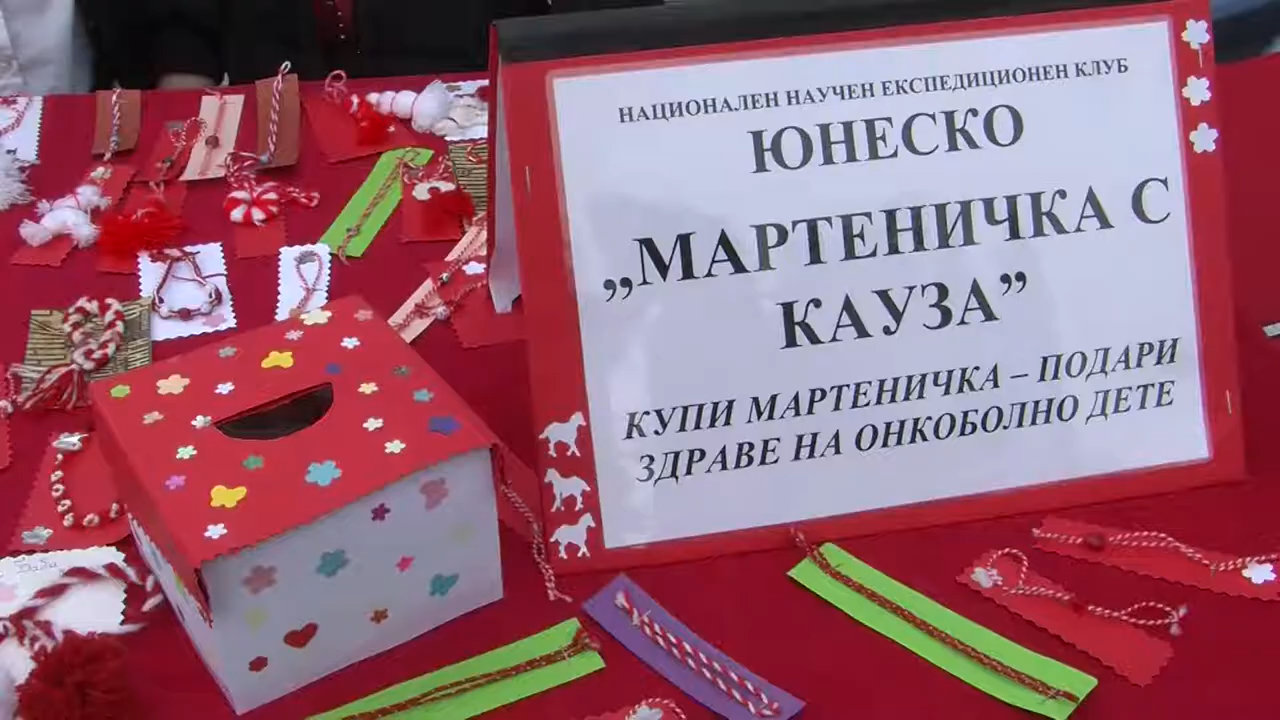 НАЦИОНАЛЕН НАУЧЕН ЕКСПЕДИЦИОНЕН КЛУБ
ЮНЕСКО
„МАРТЕНИЧКА С
КАУЗА”
КУПИ МАРТЕНИЧКА – ПОДАРИ
ЗДРАВЕ НА ОНКОБОЛНО ДЕТЕ